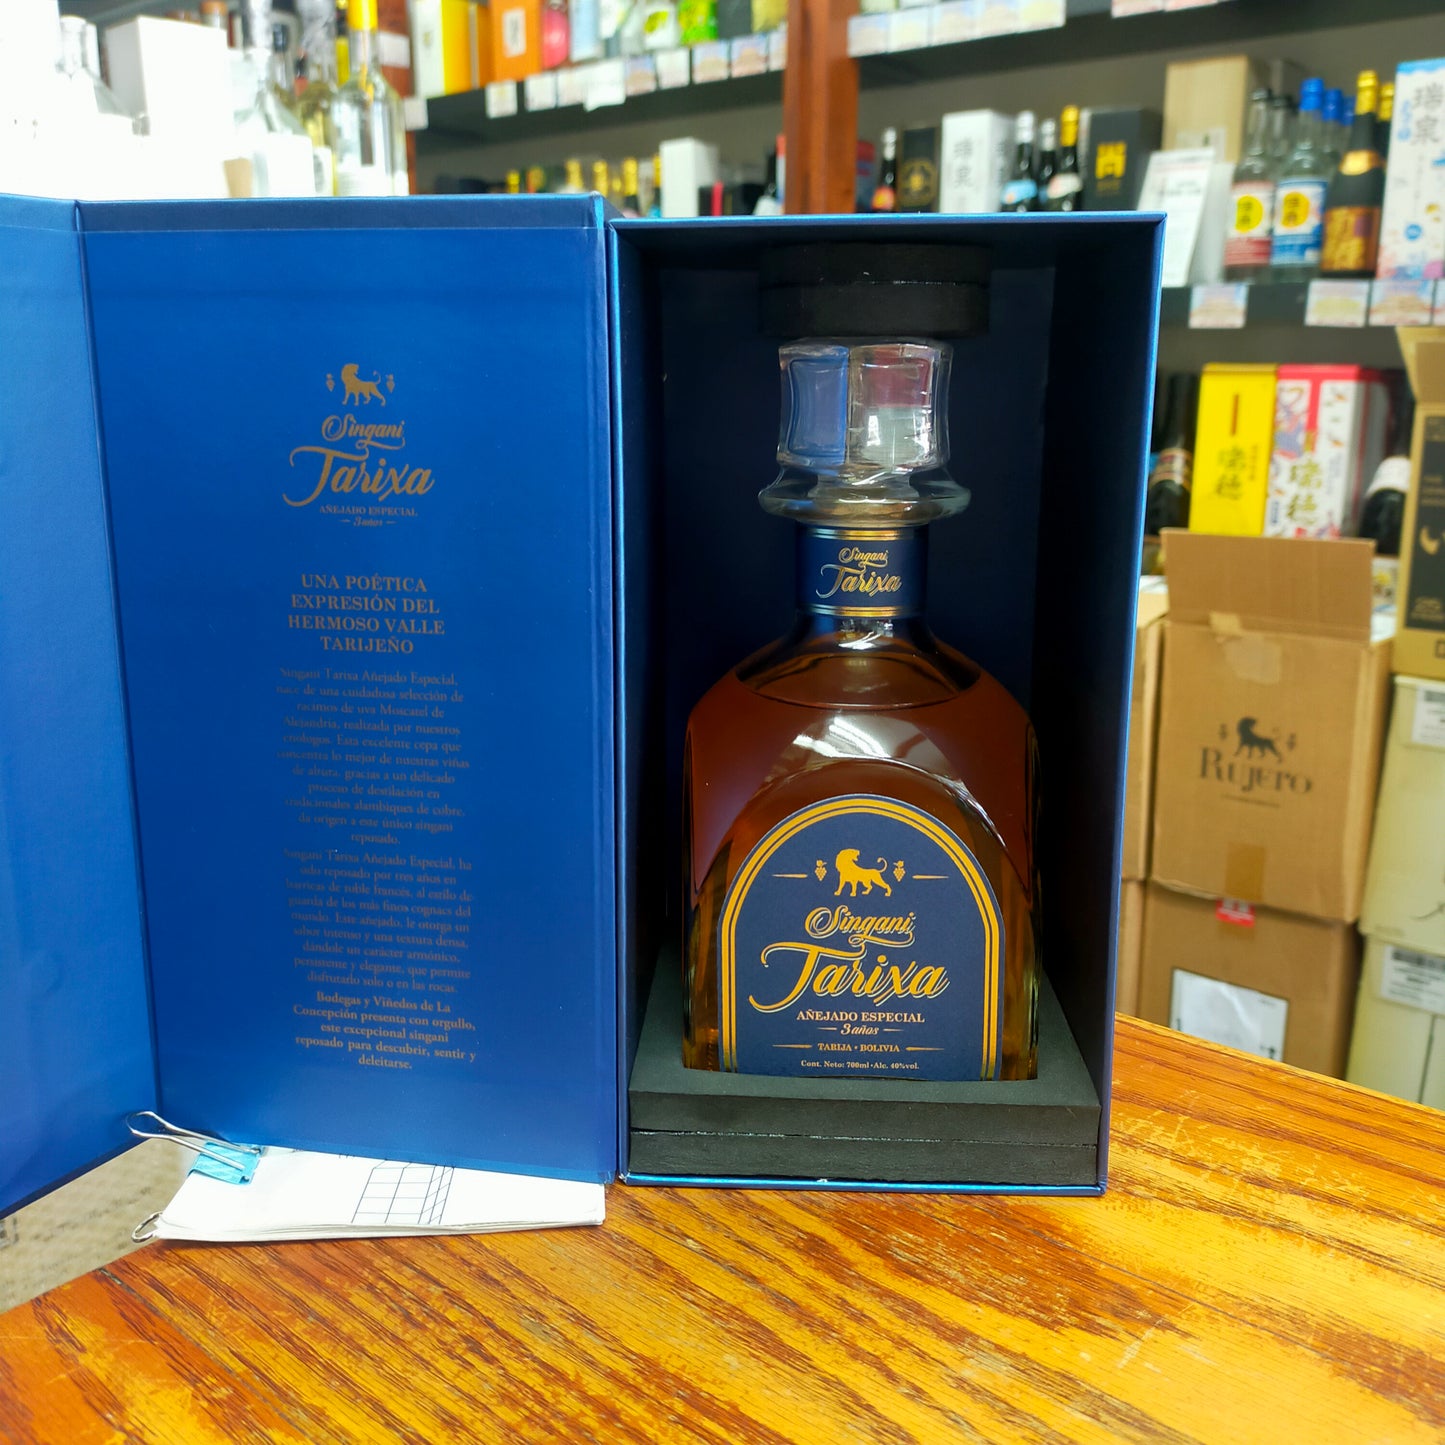 Singani
Tarixa
AÑEJADO ESPECIAL
3 años
UNA POÉTICA
EXPRESIÓN DEL
HERMOSO VALLE
TARIJEÑO
Singani Tarixa Añejado Especial,
nace de una cuidadosa selección de
racimos de uva Moscatel de
Alejandría, realizada por nuestros
enólogos. Esta excelente cepa que
concentra lo mejor de nuestras viñas
de altura, gracias a un delicado
proceso de destilación en
tradicionales alambiques de cobre,
da origen a este único singani
reposado.
Singani Tarixa Añejado Especial, ha
sido reposado por tres años en
barricas de roble francés, al estilo de
guarda de los más finos cognacs del
mundo. Este añejado, le otorga un
sabor intenso y una textura densa,
dándole un carácter armónico,
persistente y elegante, que permite
disfrutarlo solo o en las rocas.
Bodegas y Viñedos de La
Concepción presenta con orgullo,
este excepcional singani
reposado para descubrir, sentir y
deleitarse.
Singani
Tarixa
Singani
Tarixa
AÑEJADO ESPECIAL
3 años
TARIJA • BOLIVIA
Cont. Neto: 700ml • Alc. 40%vol.
RUJERO
瑞泉
瑞泉
瑞穂
瑞穂